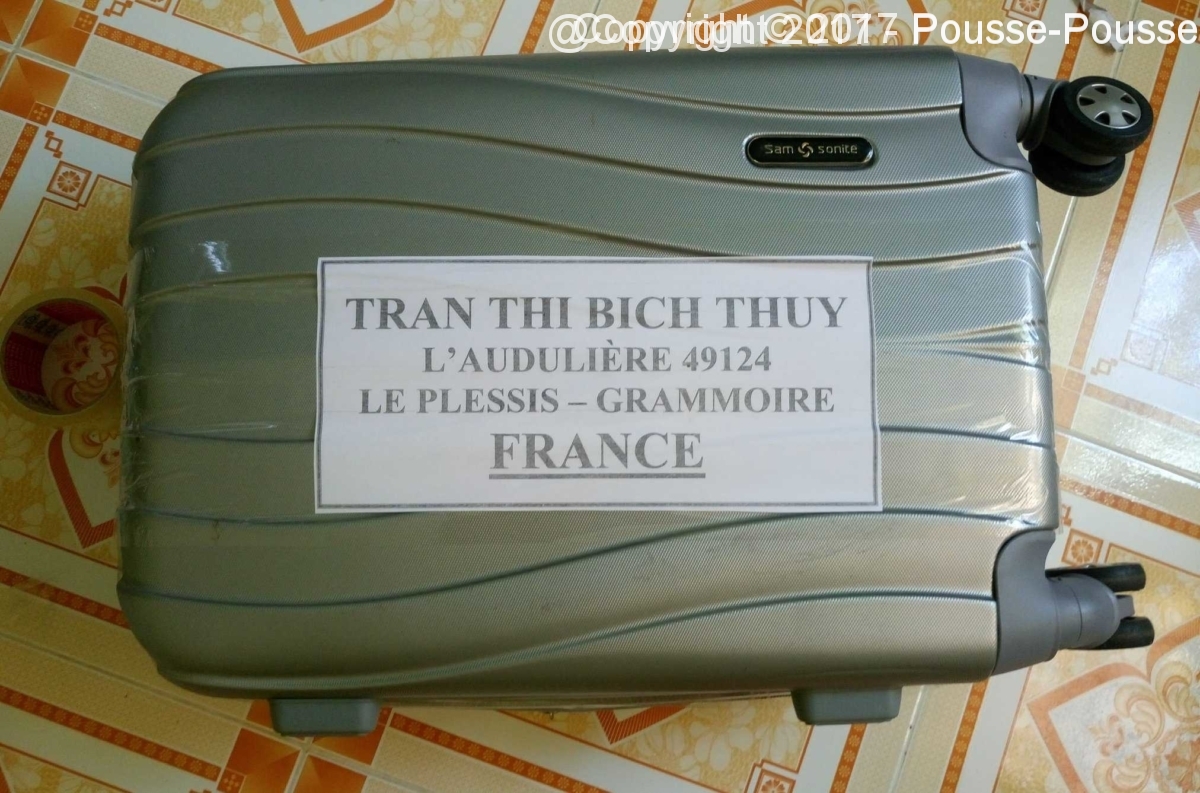 @Copyright © 2017 Pousse-Pousse
Sam sonite
TRAN THI BICH THUY
L'AUDULIÈRE 49124
LE PLESSIS – GRAMMOIRE
FRANCE